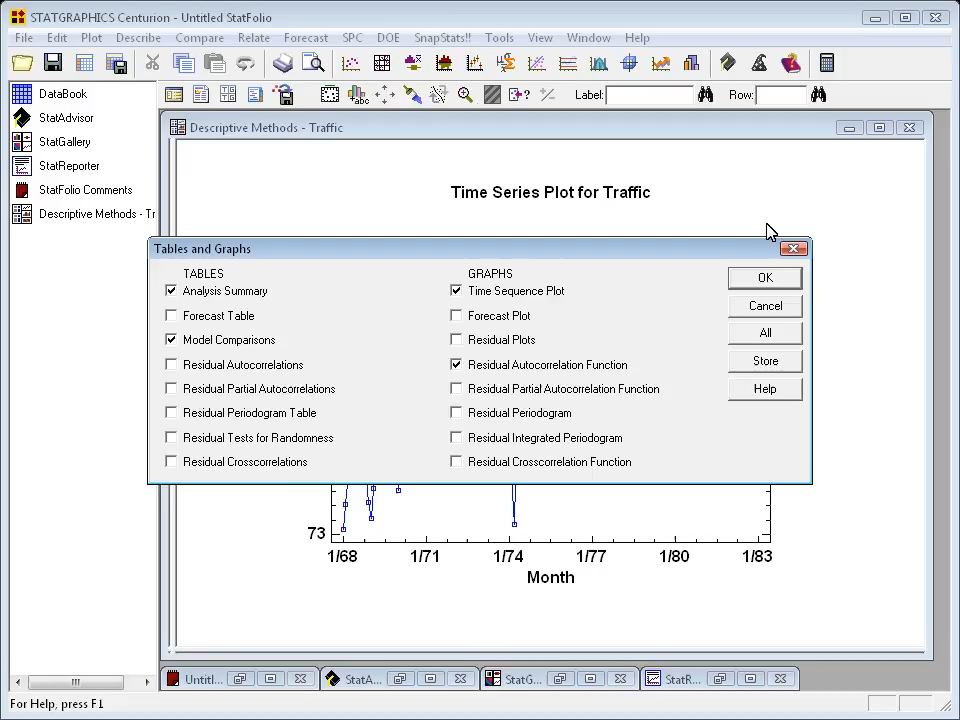 STATGRAPHICS Centurion - Untitled StatFolio
File Edit Plot Describe Compare Relate Forecast SPC DOE SnapStats!! Tools View Window Help
Label: Row:
DataBook
StatAdvisor
StatGallery
StatReporter
StatFolio Comments
Descriptive Methods - Tr
Descriptive Methods - Traffic
Time Series Plot for Traffic
Tables and Graphs
TABLES
Analysis Summary
Forecast Table
Model Comparisons
Residual Autocorrelations
Residual Partial Autocorrelations
Residual Periodogram Table
Residual Tests for Randomness
Residual Crosscorrelations
GRAPHS
Time Sequence Plot
Forecast Plot
Residual Plots
Residual Autocorrelation Function
Residual Partial Autocorrelation Function
Residual Periodogram
Residual Integrated Periodogram
Residual Crosscorrelation Function
OK
Cancel
All
Store
Help
73
1/68 1/71 1/74 1/77 1/80 1/83
Month
Untitl... StatA... StatG... StatR...
For Help, press F1